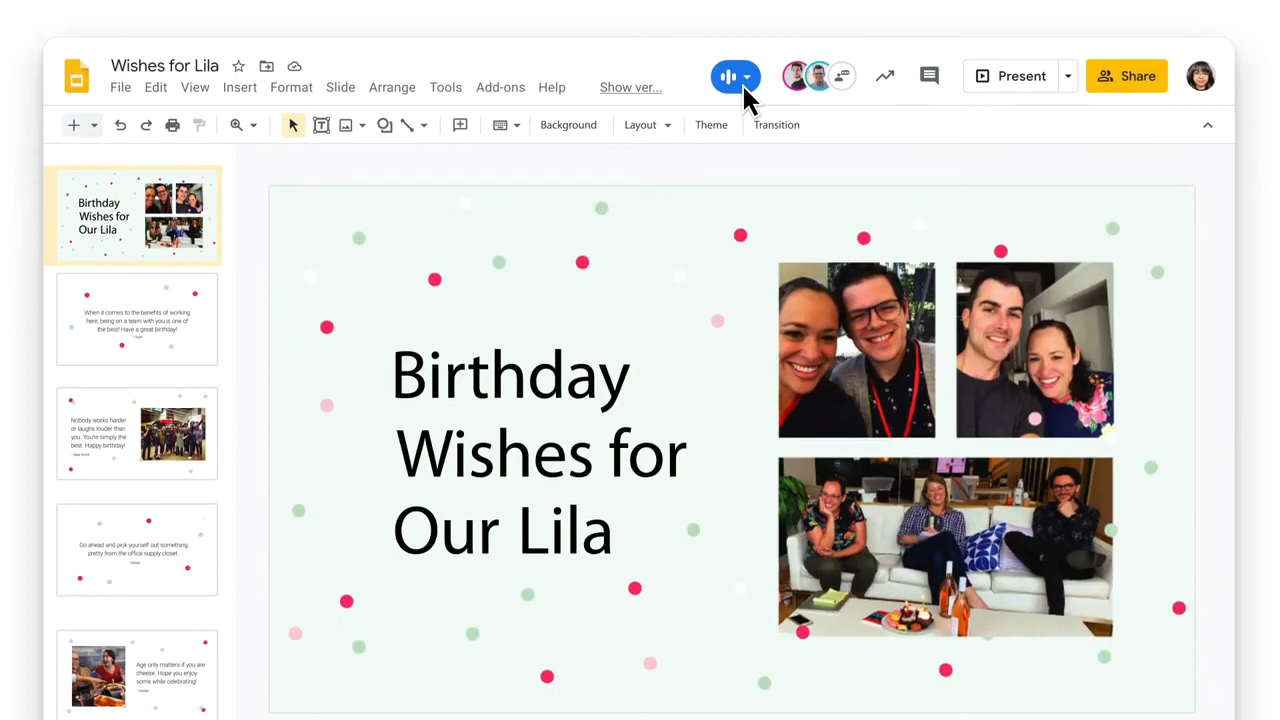 Wishes for Lila
File Edit View Insert Format Slide Arrange Tools Add-ons Help Show ver...
Present
Share
Background Layout Theme Transition
Birthday
Wishes for
Our Lila
When it comes to the benefits of working
here, being on a team with you is one of
the best! Have a great birthday!
Nobody works harder
or laughs louder than
you. You're simply the
best. Happy birthday!
Go ahead and pick yourself out something
pretty from the office supply closet.
Age only matters if you are
cheese. Hope you enjoy
some while celebrating!
Birthday
Wishes for
Our Lila